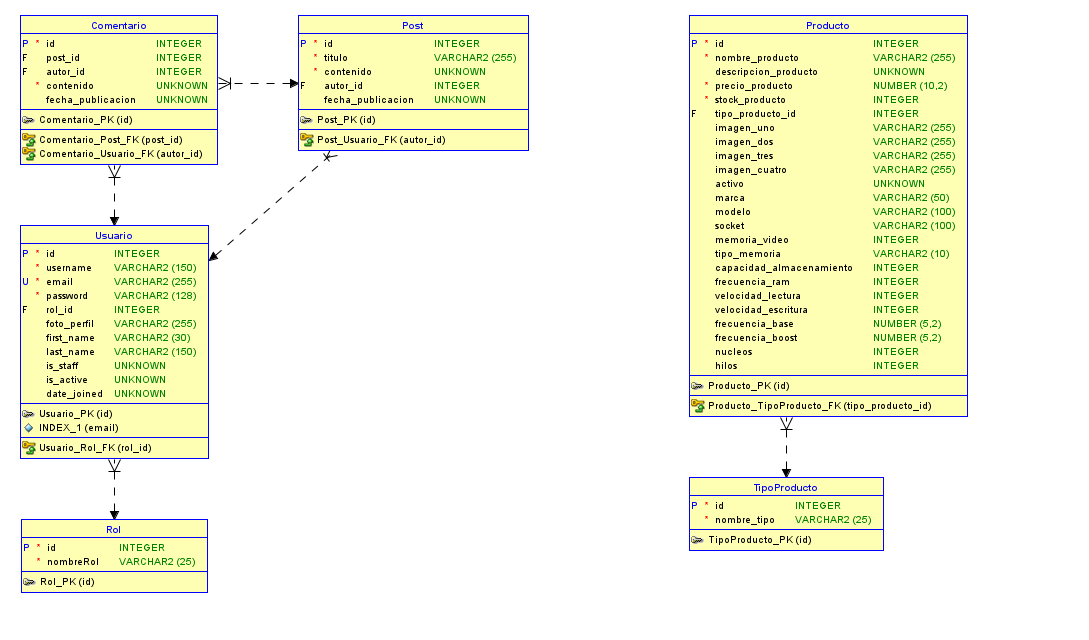 Comentario
P * id INTEGER
F post_id INTEGER
F autor_id INTEGER
* contenido UNKNOWN
fecha_publicacion UNKNOWN
Comentario_PK (id)
Comentario_Post_FK (post_id)
Comentario_Usuario_FK (autor_id)
Post
P * id INTEGER
* titulo VARCHAR2 (255)
* contenido UNKNOWN
F autor_id INTEGER
fecha_publicacion UNKNOWN
Post_PK (id)
Post_Usuario_FK (autor_id)
Usuario
P * id INTEGER
* username VARCHAR2 (150)
U * email VARCHAR2 (255)
* password VARCHAR2 (128)
F rol_id INTEGER
foto_perfil VARCHAR2 (255)
first_name VARCHAR2 (30)
last_name VARCHAR2 (150)
is_staff UNKNOWN
is_active UNKNOWN
date_joined UNKNOWN
Usuario_PK (id)
INDEX_1 (email)
Usuario_Rol_FK (rol_id)
Rol
P * id INTEGER
* nombreRol VARCHAR2 (25)
Rol_PK (id)
Producto
P * id INTEGER
* nombre_producto VARCHAR2 (255)
descripcion_producto UNKNOWN
* precio_producto NUMBER (10,2)
* stock_producto INTEGER
F tipo_producto_id INTEGER
imagen_uno VARCHAR2 (255)
imagen_dos VARCHAR2 (255)
imagen_tres VARCHAR2 (255)
imagen_cuatro VARCHAR2 (255)
activo UNKNOWN
marca VARCHAR2 (50)
modelo VARCHAR2 (100)
socket VARCHAR2 (100)
memoria_video INTEGER
tipo_memoria VARCHAR2 (10)
capacidad_almacenamiento INTEGER
frecuencia_ram INTEGER
velocidad_lectura INTEGER
velocidad_escritura INTEGER
frecuencia_base NUMBER (5,2)
frecuencia_boost NUMBER (5,2)
nucleos INTEGER
hilos INTEGER
Producto_PK (id)
Producto_TipoProducto_FK (tipo_producto_id)
TipoProducto
P * id INTEGER
* nombre_tipo VARCHAR2 (25)
TipoProducto_PK (id)